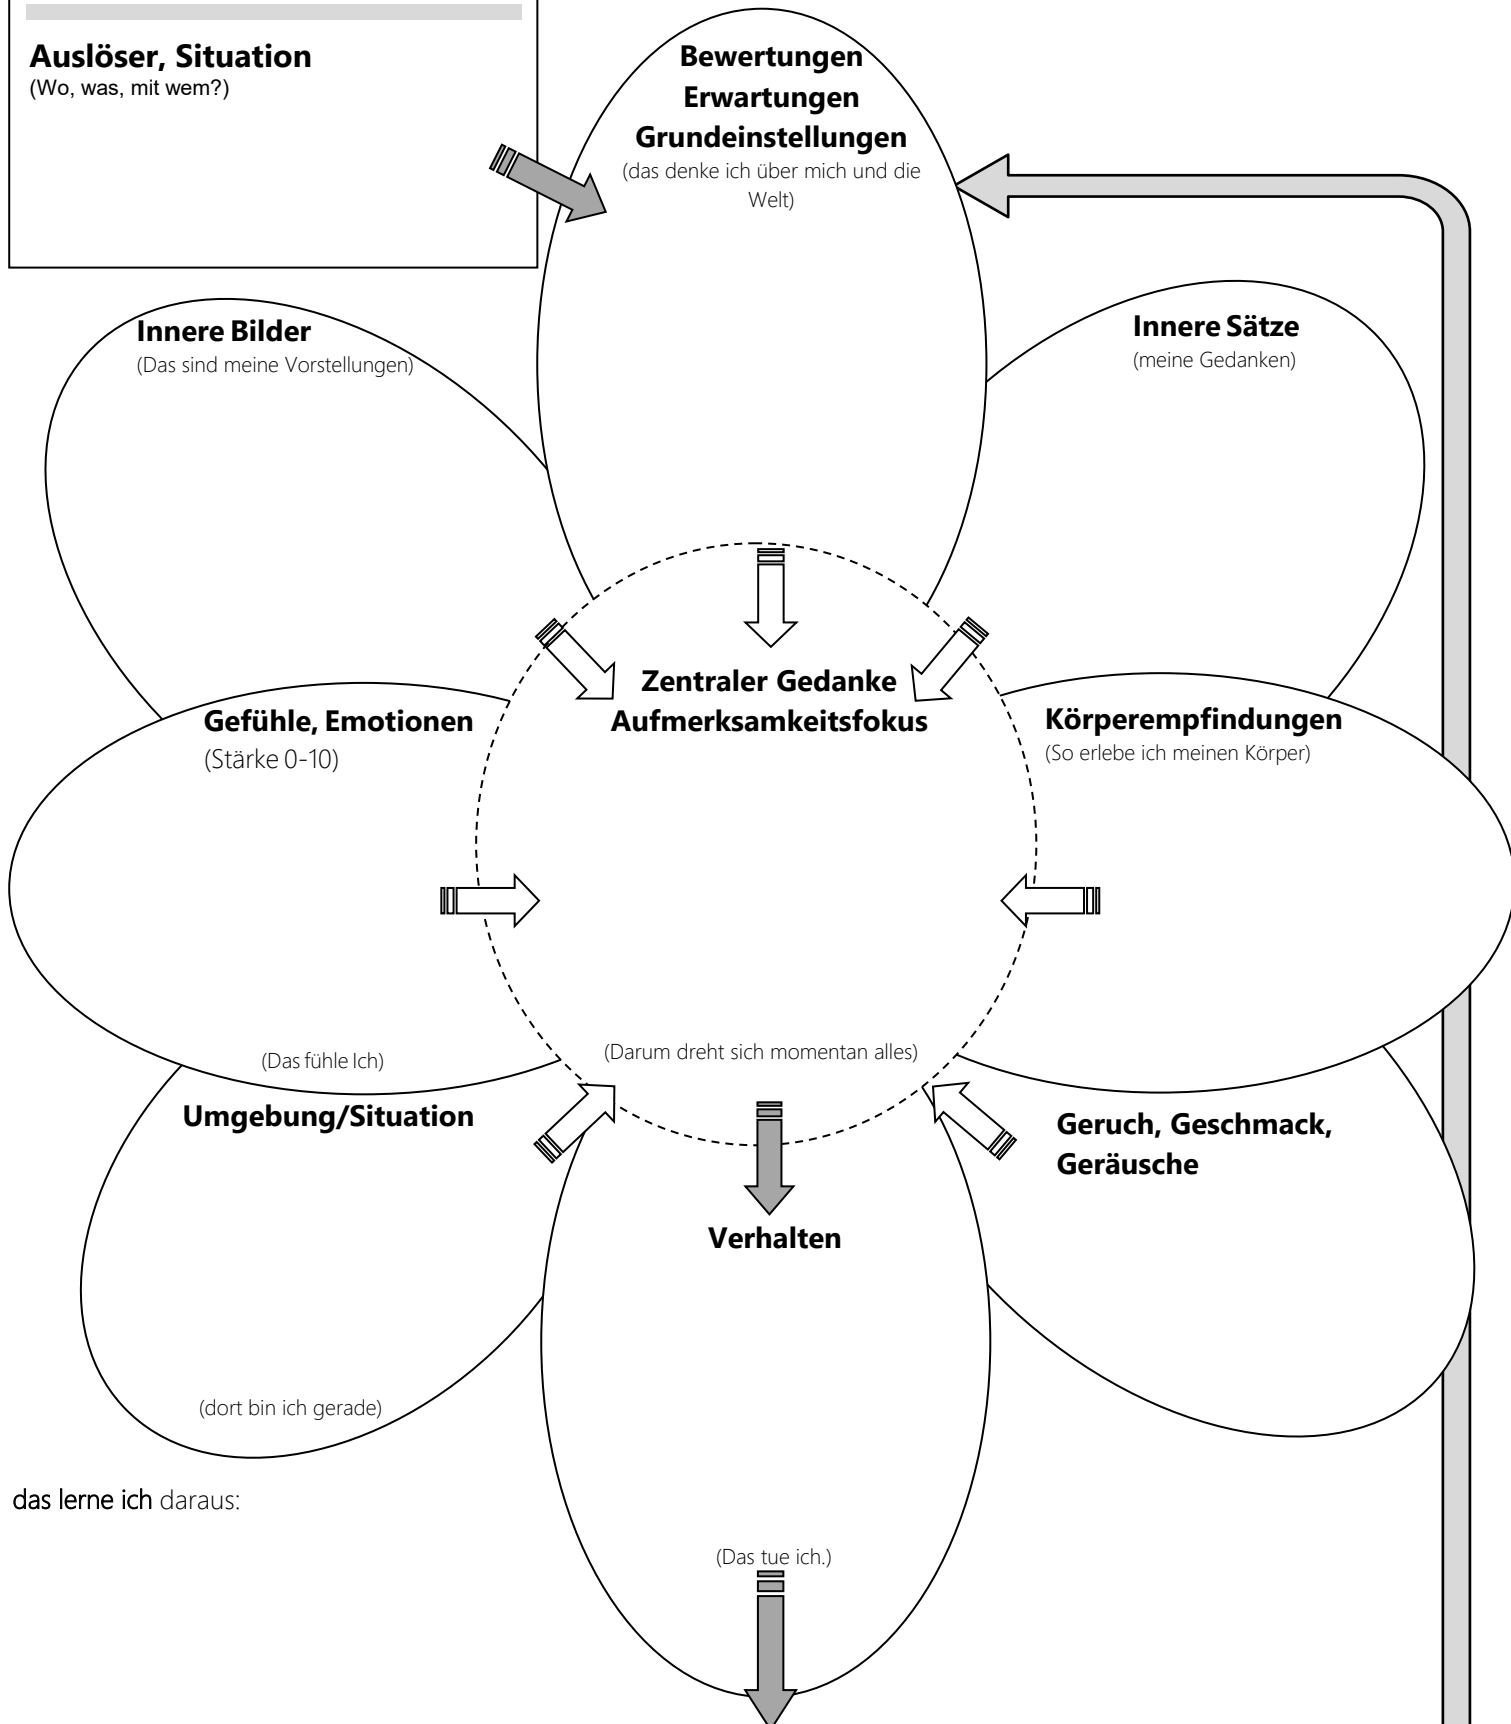 Auslöser, Situation
(Wo, was, mit wem?)
Bewertungen
Erwartungen
Grundeinstellungen
(das denke ich über mich und die
Welt)
Innere Bilder
(Das sind meine Vorstellungen)
Innere Sätze
(meine Gedanken)
Zentraler Gedanke
Aufmerksamkeitsfokus
(Darum dreht sich momentan alles)
Gefühle, Emotionen
(Stärke 0-10)
(Das fühle Ich)
Körperempfindungen
(So erlebe ich meinen Körper)
Umgebung/Situation
(dort bin ich gerade)
Geruch, Geschmack,
Geräusche
Verhalten
(Das tue ich.)
das lerne ich daraus: